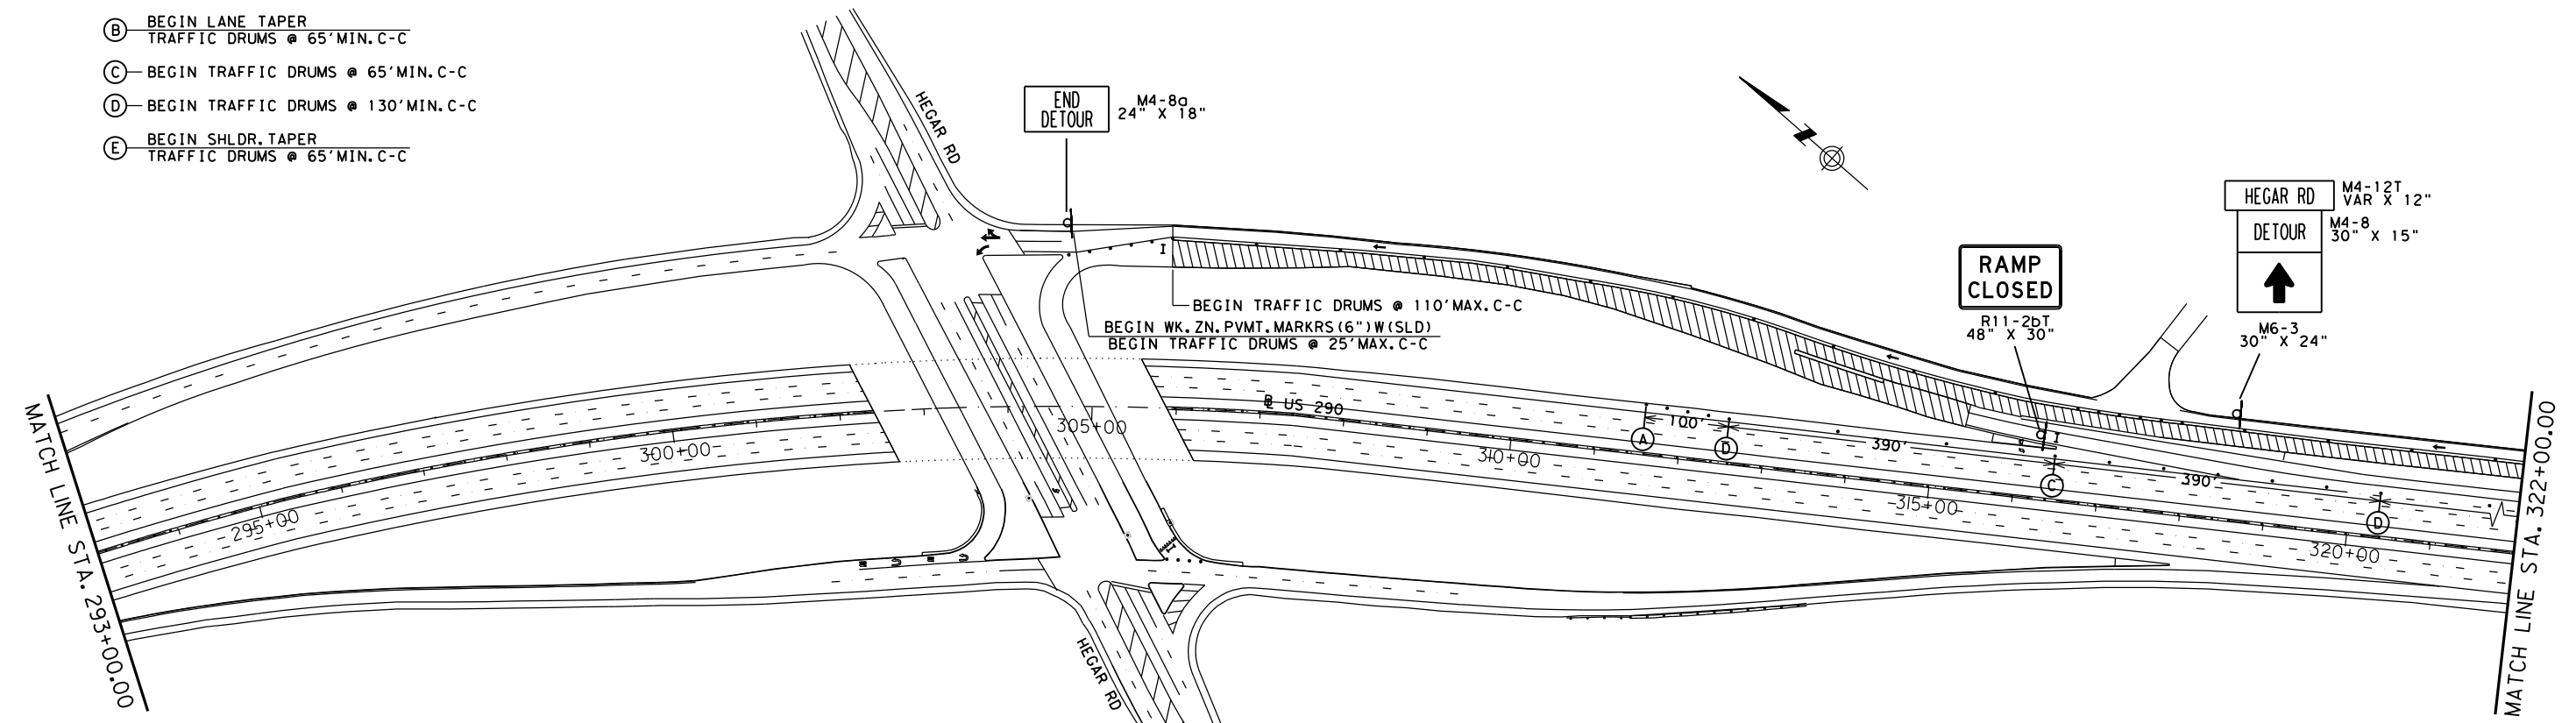 B BEGIN LANE TAPER
TRAFFIC DRUMS @ 65'MIN.C-C
C BEGIN TRAFFIC DRUMS @ 65'MIN.C-C
D BEGIN TRAFFIC DRUMS @ 130'MIN.C-C
E BEGIN SHLDR.TAPER
TRAFFIC DRUMS @ 65'MIN.C-C
HEGAR RD
END
DETOUR
M4-8a
24" X 18"
HEGAR RD
M4-12T
VAR X 12"
DETOUR
M4-8
30" X 15"
M6-3
30" X 24"
RAMP
CLOSED
R11-2bT
48" X 30"
BEGIN TRAFFIC DRUMS @ 110'MAX.C-C
BEGIN WK.ZN.PVMT.MARKRS(6")W(SLD)
BEGIN TRAFFIC DRUMS @ 25'MAX.C-C
US 290
295+00
300+00
305+00
310+00
315+00
320+00
A
100'
D
390'
C
390'
D
MATCH LINE STA. 293+00.00
MATCH LINE STA. 322+00.00
HEGAR RD